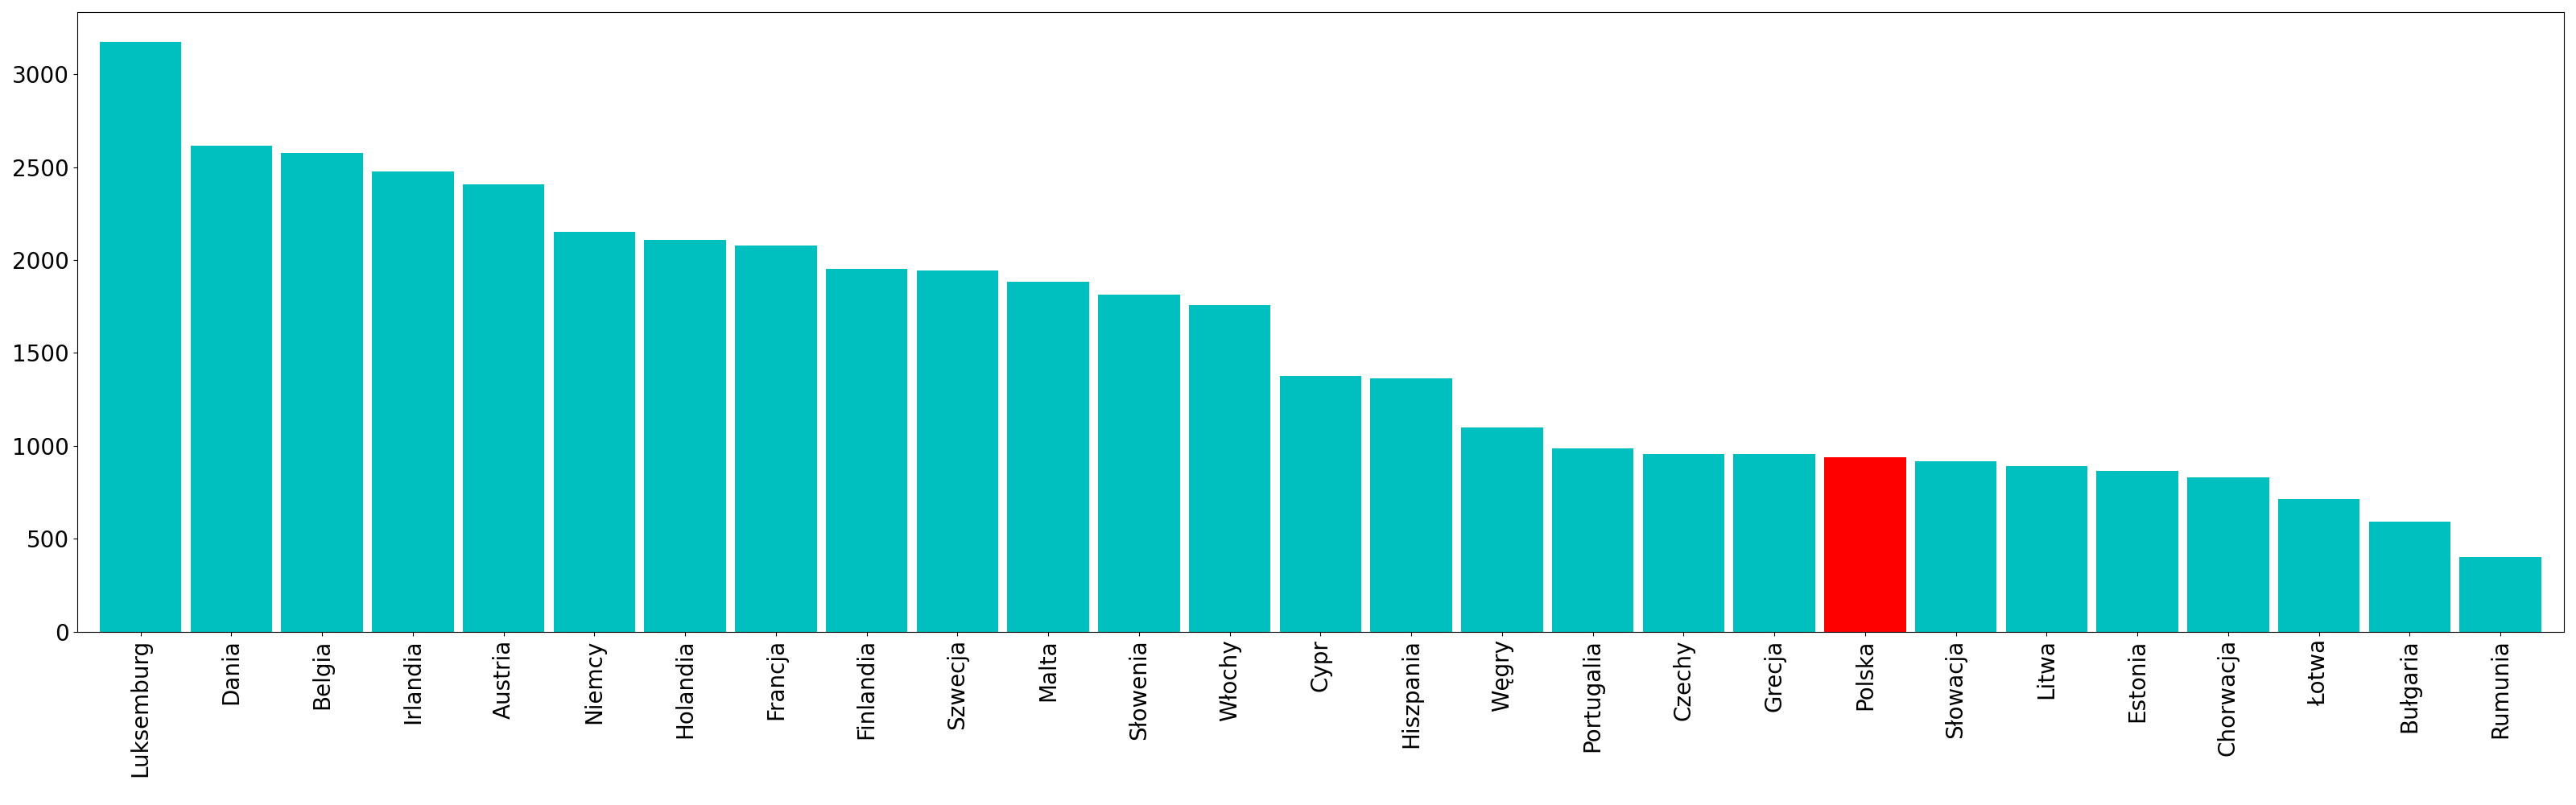 3000
2500
2000
1500
1000
500
0
Luksemburg
Dania
Belgia
Irlandia
Austria
Niemcy
Holandia
Francja
Finlandia
Szwecja
Malta
Słowenia
Włochy
Cypr
Hiszpania
Węgry
Portugalia
Czechy
Grecja
Polska
Słowacja
Litwa
Estonia
Chorwacja
Łotwa
Bułgaria
Rumunia